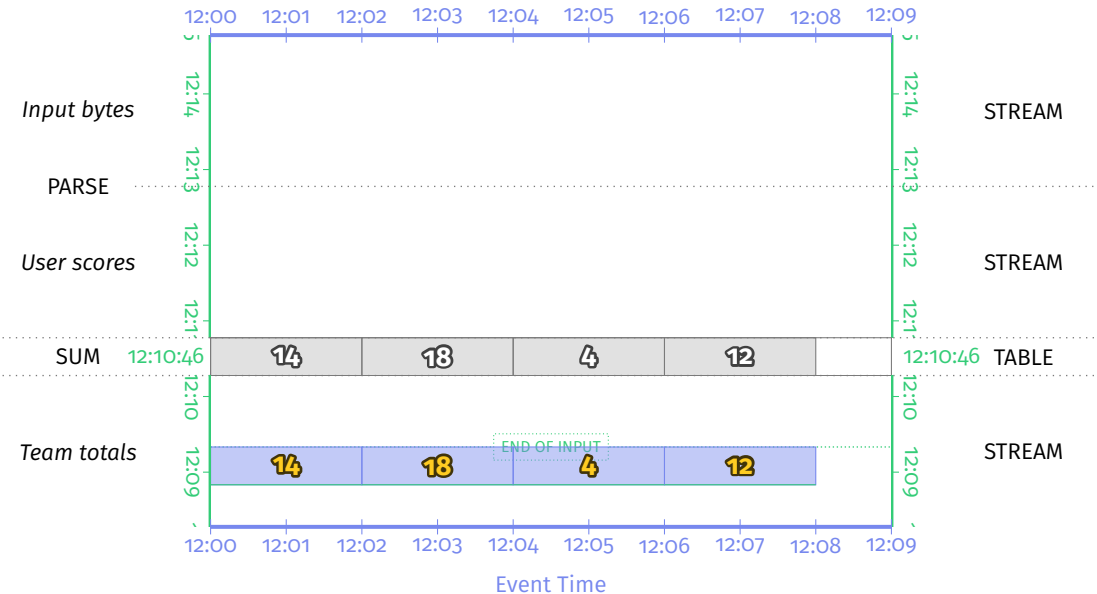 12:00 12:01 12:02 12:03 12:04 12:05 12:06 12:07 12:08 12:09
12:14 12:14
Input bytes STREAM
12:13 12:13
PARSE
12:12 12:12
User scores STREAM
12:1 12:1
SUM 12:10:46 14 18 4 12 12:10:46 TABLE
12:10 12:10
END OF INPUT
Team totals STREAM
12:09 14 18 4 12 12:09
12:00 12:01 12:02 12:03 12:04 12:05 12:06 12:07 12:08 12:09
Event Time